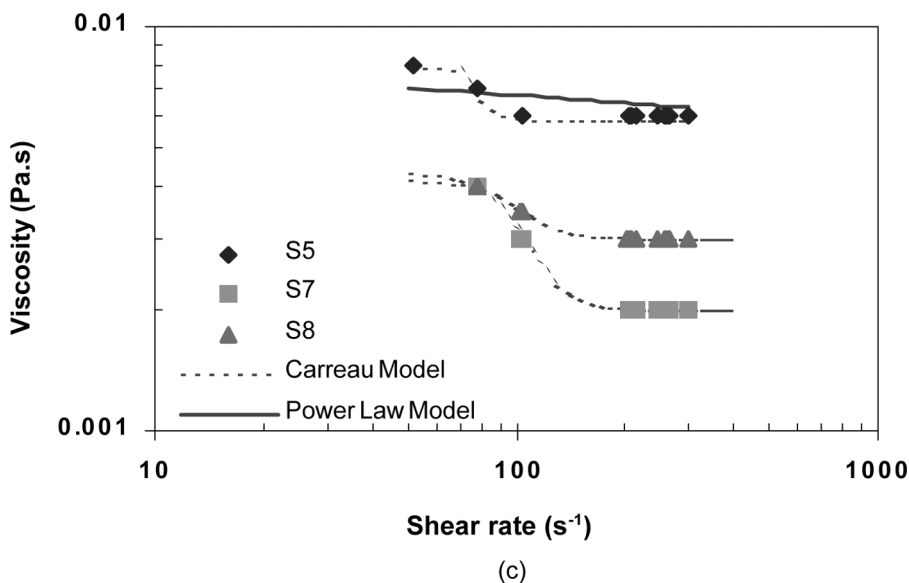 0.01
Viscosity (Pa.s)
S5
S7
S8
Carreau Model
Power Law Model
0.001
10 100 1000
Shear rate (s⁻¹)
(c)